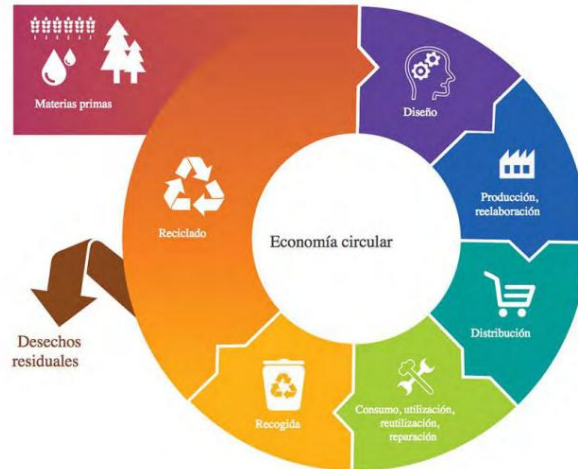 Materias primas
Diseño
Producción,
reelaboración
Distribución
Consumo, utilización,
reutilización,
reparación
Recogida
Reciclado
Desechos
residuales
Economía circular